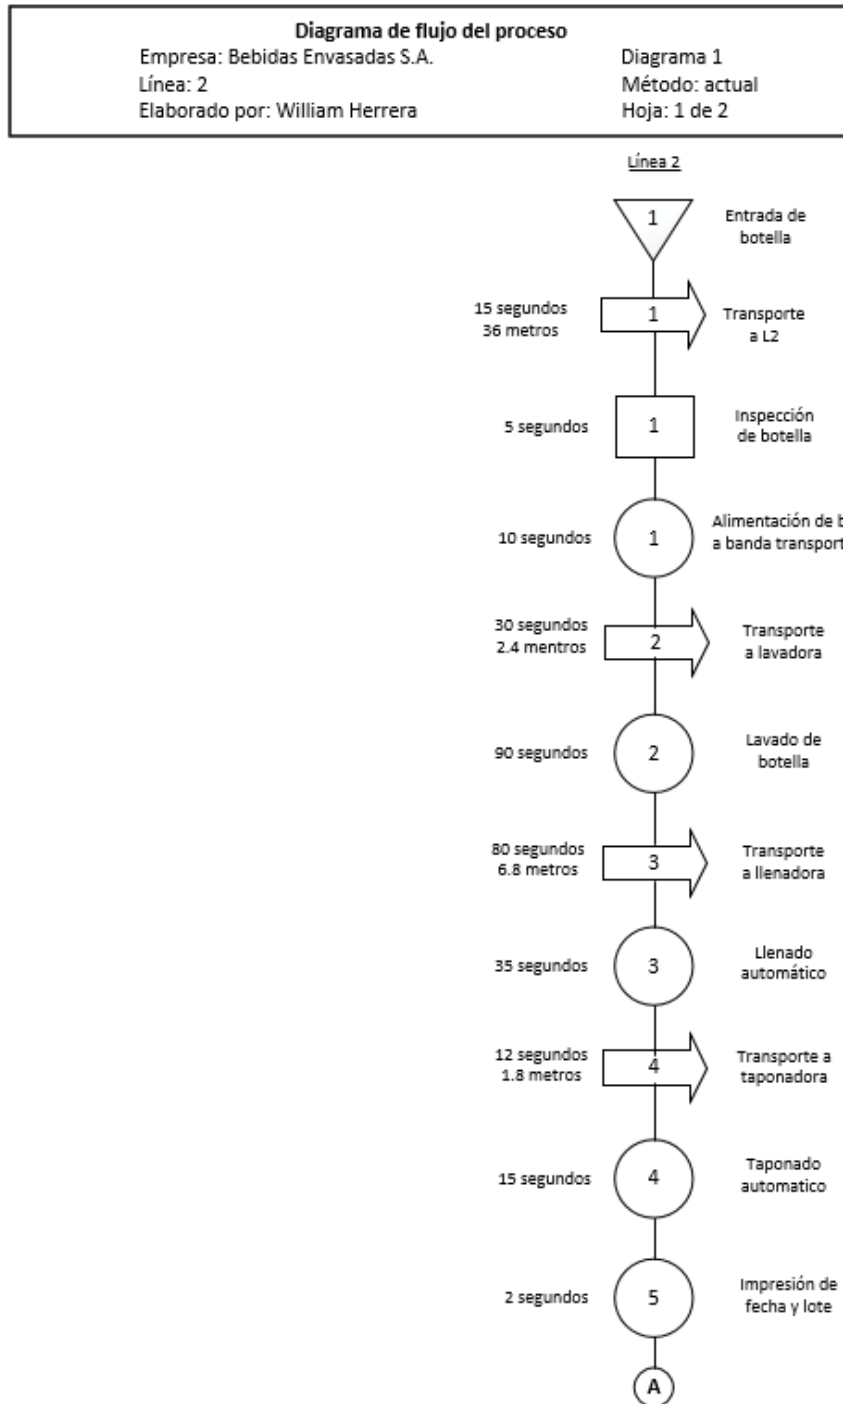 Diagrama de flujo del proceso
Empresa: Bebidas Envasadas S.A.
Diagrama 1
Línea: 2
Método: actual
Elaborado por: William Herrera
Hoja: 1 de 2
Línea 2
1
Entrada de
botella
15 segundos
36 metros
1
Transporte
a L2
5 segundos
1
Inspección
de botella
10 segundos
1
Alimentación de b
a banda transport
30 segundos
2.4 mentros
2
Transporte
a lavadora
90 segundos
2
Lavado de
botella
80 segundos
6.8 metros
3
Transporte
a llenadora
35 segundos
3
Llenado
automático
12 segundos
1.8 metros
4
Transporte a
taponadora
15 segundos
4
Taponado
automatico
2 segundos
5
Impresión de
fecha y lote
A